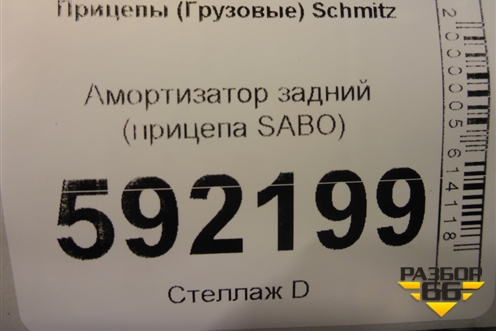 Прицепы (Грузовые) Schmitz
Амортизатор задний
(прицепа SABO)
592199
Стеллаж D
2000005614118
РАЗБОР
66